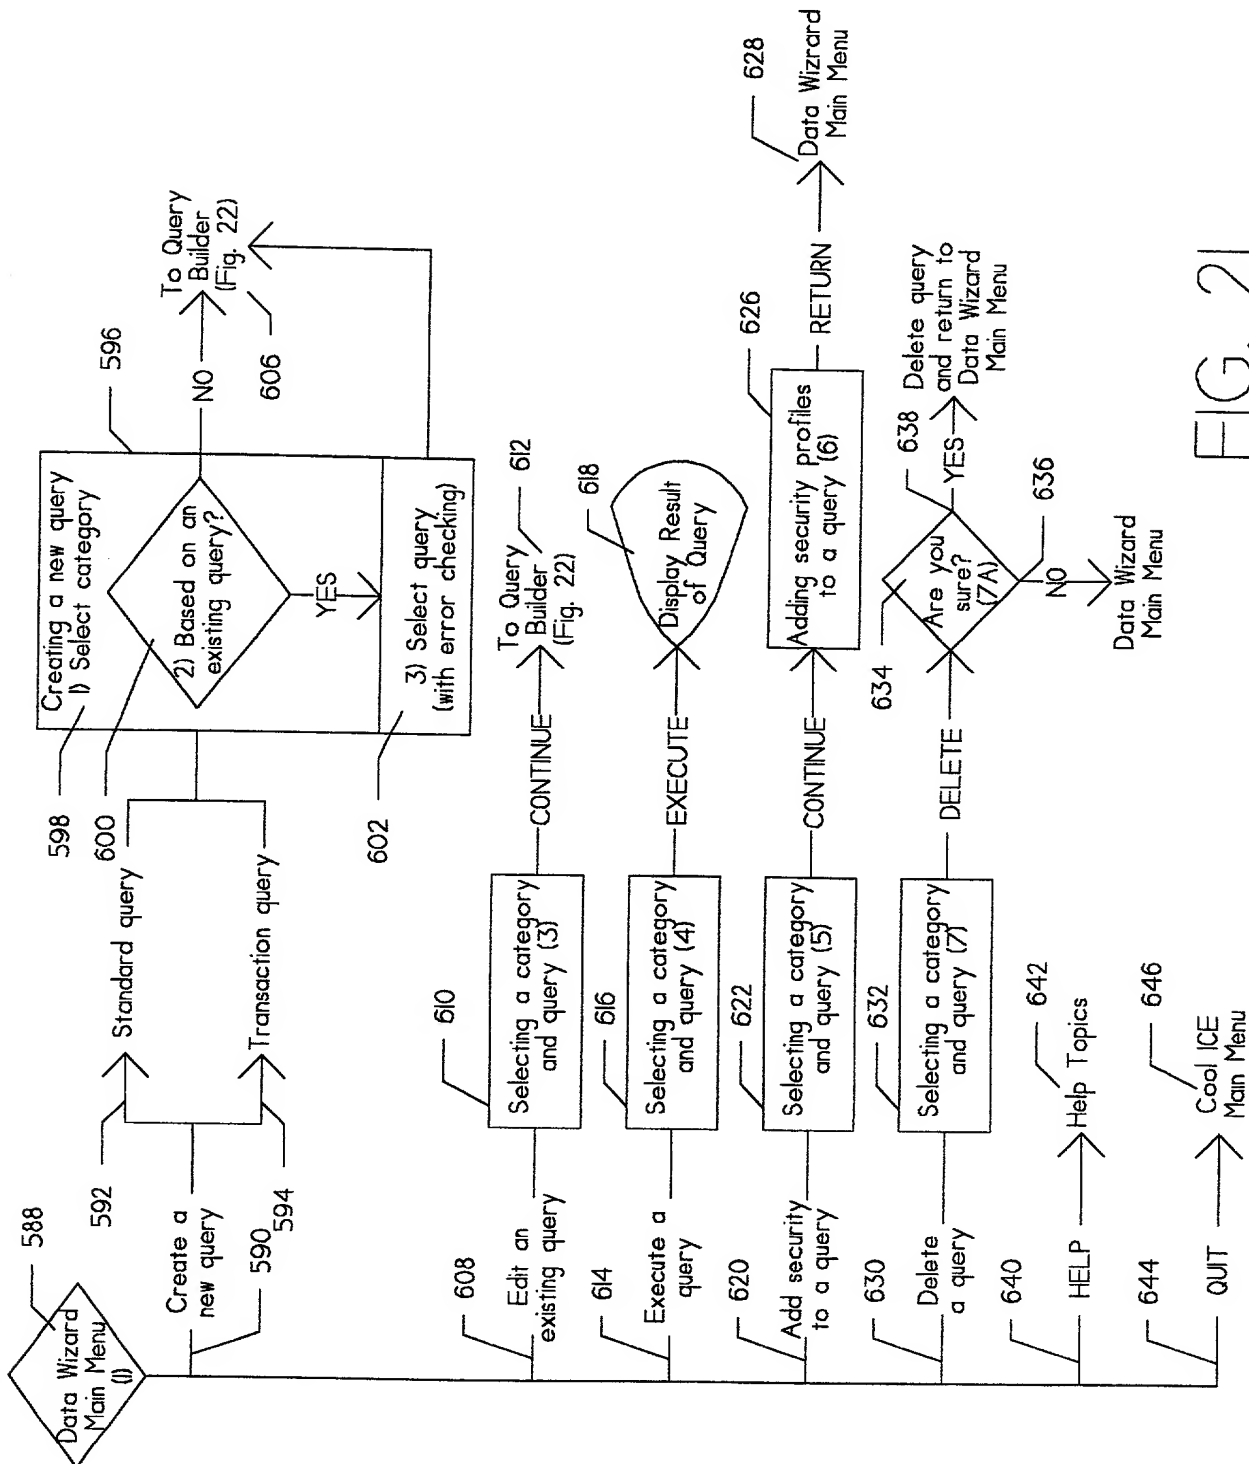 588
Data Wizard
Main Menu
(1)
Create a
new query
590
592
594
Standard query
Transaction query
598
600
602
596
Creating a new query
1) Select category
2) Based on an
existing query?
YES
3) Select query
(with error checking)
NO
606
To Query
Builder
(Fig. 22)
608
Edit an
existing query
610
Selecting a category
and query (3)
CONTINUE
To Query
Builder
(Fig. 22)
612
614
Execute a
query
616
Selecting a category
and query (4)
EXECUTE
Display Result
of Query
618
620
Add security
to a query
622
Selecting a category
and query (5)
CONTINUE
Adding security profiles
to a query (6)
626
RETURN
628
Data Wizrard
Main Menu
630
Delete
a query
632
Selecting a category
and query (7)
DELETE
634
Are you
sure?
(7A)
638
YES
Delete query
and return to
Data Wizard
Main Menu
636
NO
Data Wizard
Main Menu
640
HELP
642
Help Topics
644
QUIT
646
Cool ICE
Main Menu
FIG. 21